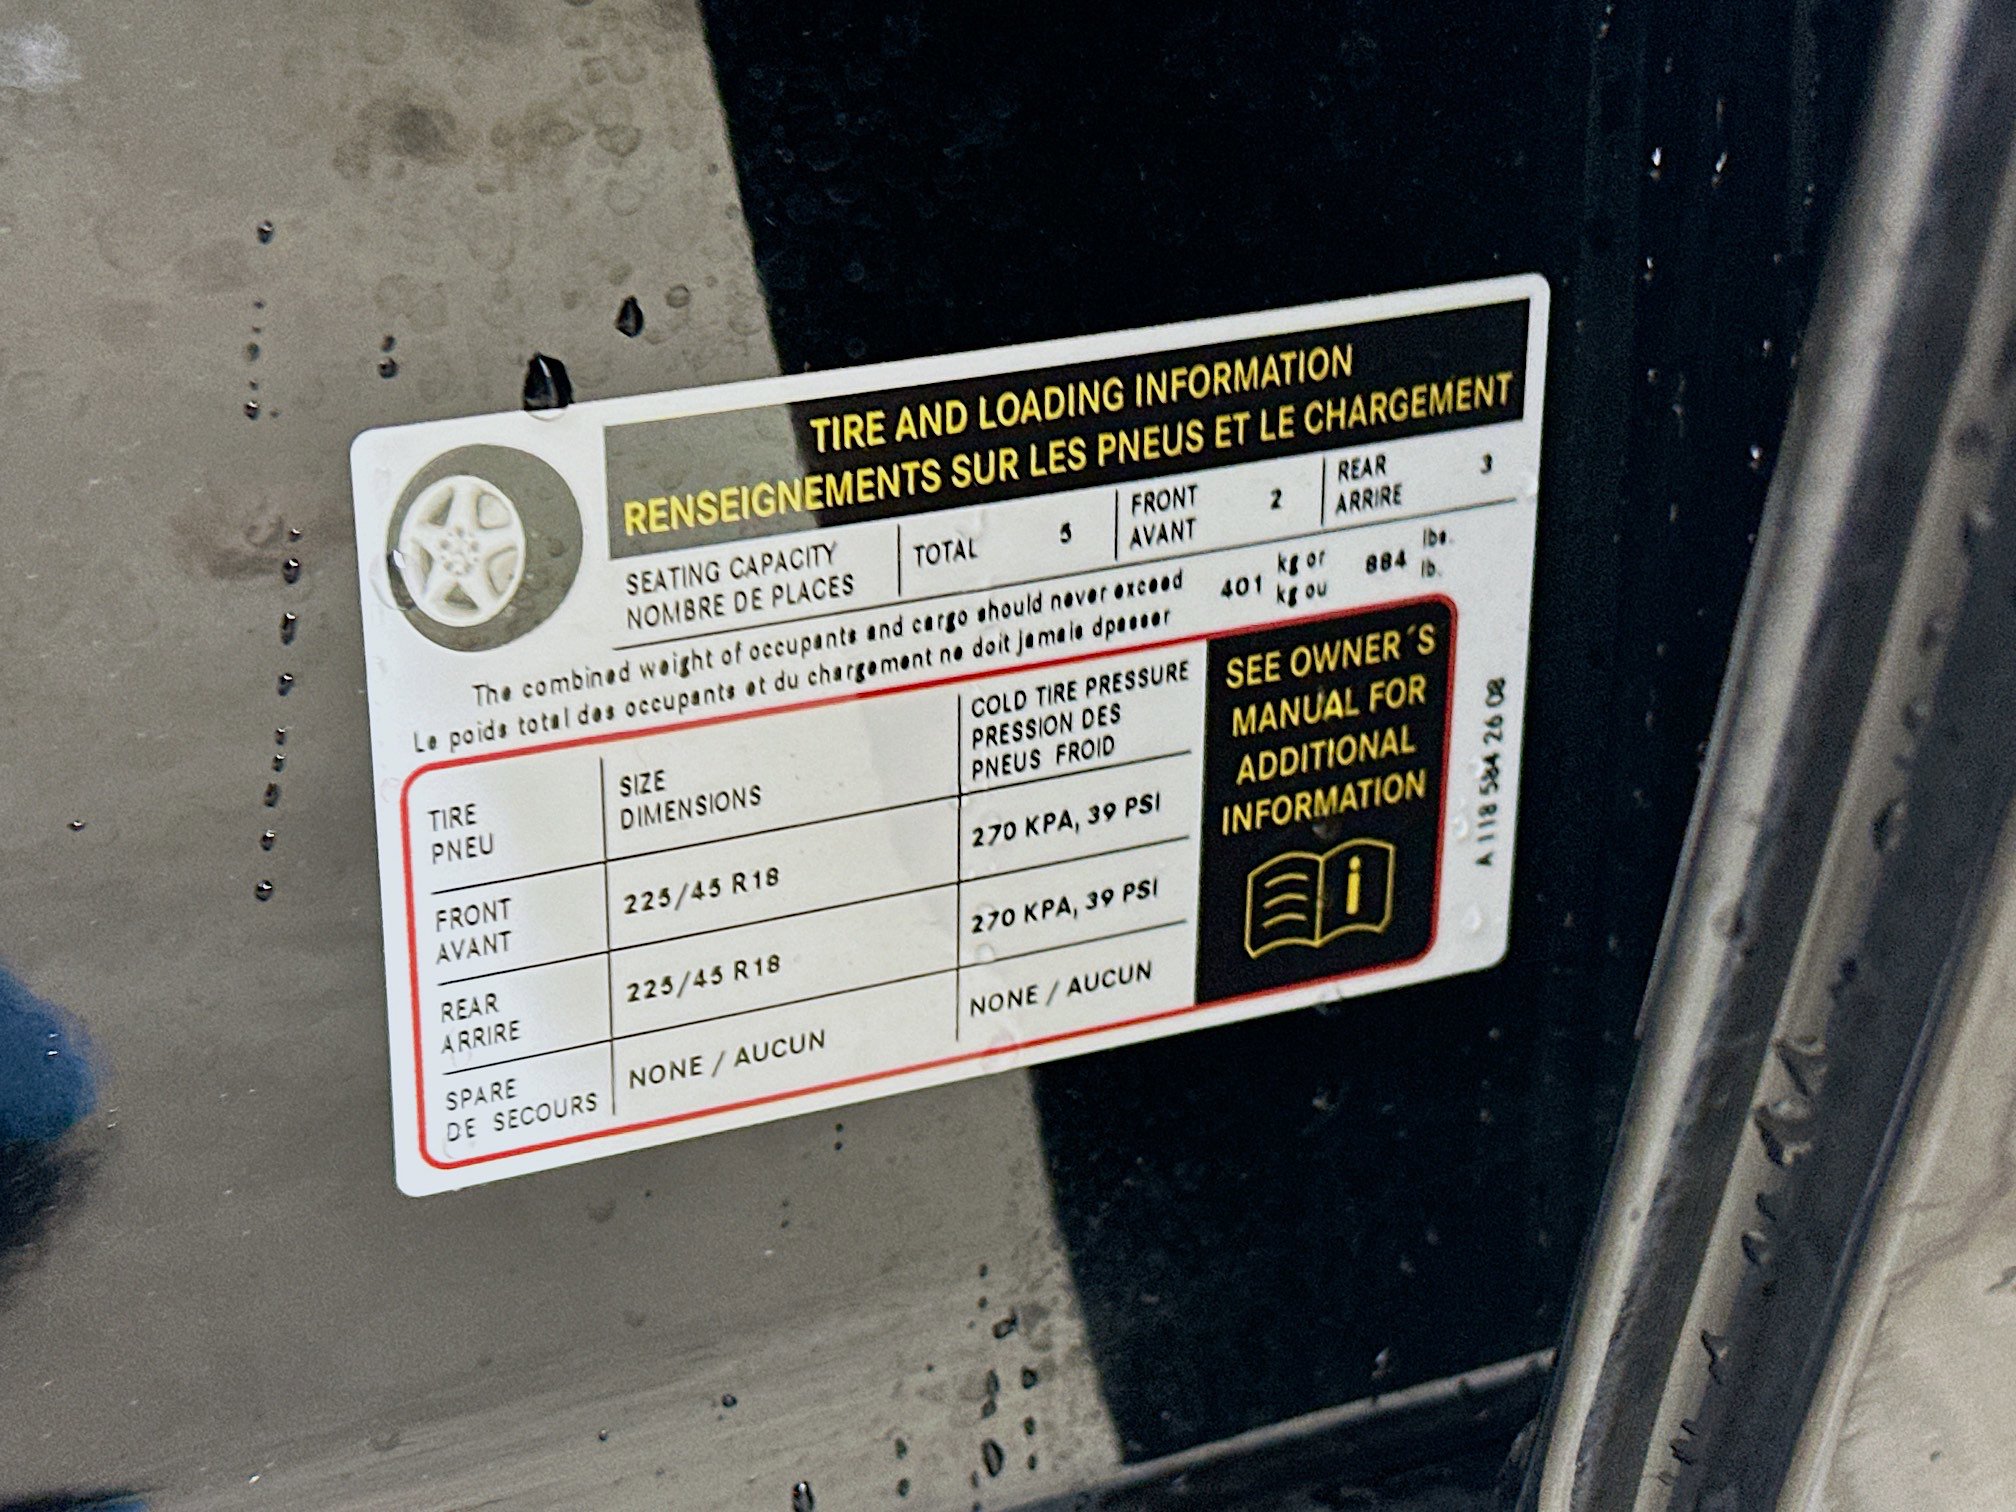 TIRE AND LOADING INFORMATION
RENSEIGNEMENTS SUR LES PNEUS ET LE CHARGEMENT
SEATING CAPACITY
NOMBRE DE PLACES
TOTAL 5
FRONT
AVANT
2
REAR
ARRIRE
3
The combined weight of occupants and cargo should never exceed
Le poids total des occupants et du chargement ne doit jamais dpasser
401
kg or
kg ou
884
lbs.
lb.
TIRE
PNEU
SIZE
DIMENSIONS
COLD TIRE PRESSURE
PRESSION DES
PNEUS FROID
FRONT
AVANT
225/45 R18
270 KPA, 39 PSI
REAR
ARRIRE
225/45 R18
270 KPA, 39 PSI
SPARE
DE SECOURS
NONE / AUCUN
NONE / AUCUN
SEE OWNER´S
MANUAL FOR
ADDITIONAL
INFORMATION
i
A 118 584 26 08